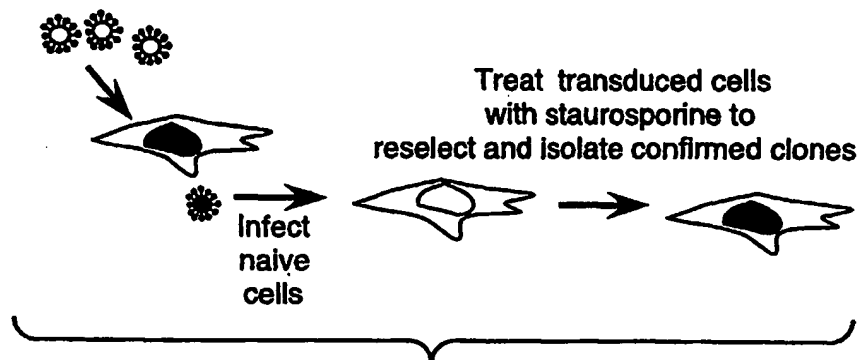 Treat transduced cells
with staurosporine to
reselect and isolate confirmed clones
Infect
naive
cells